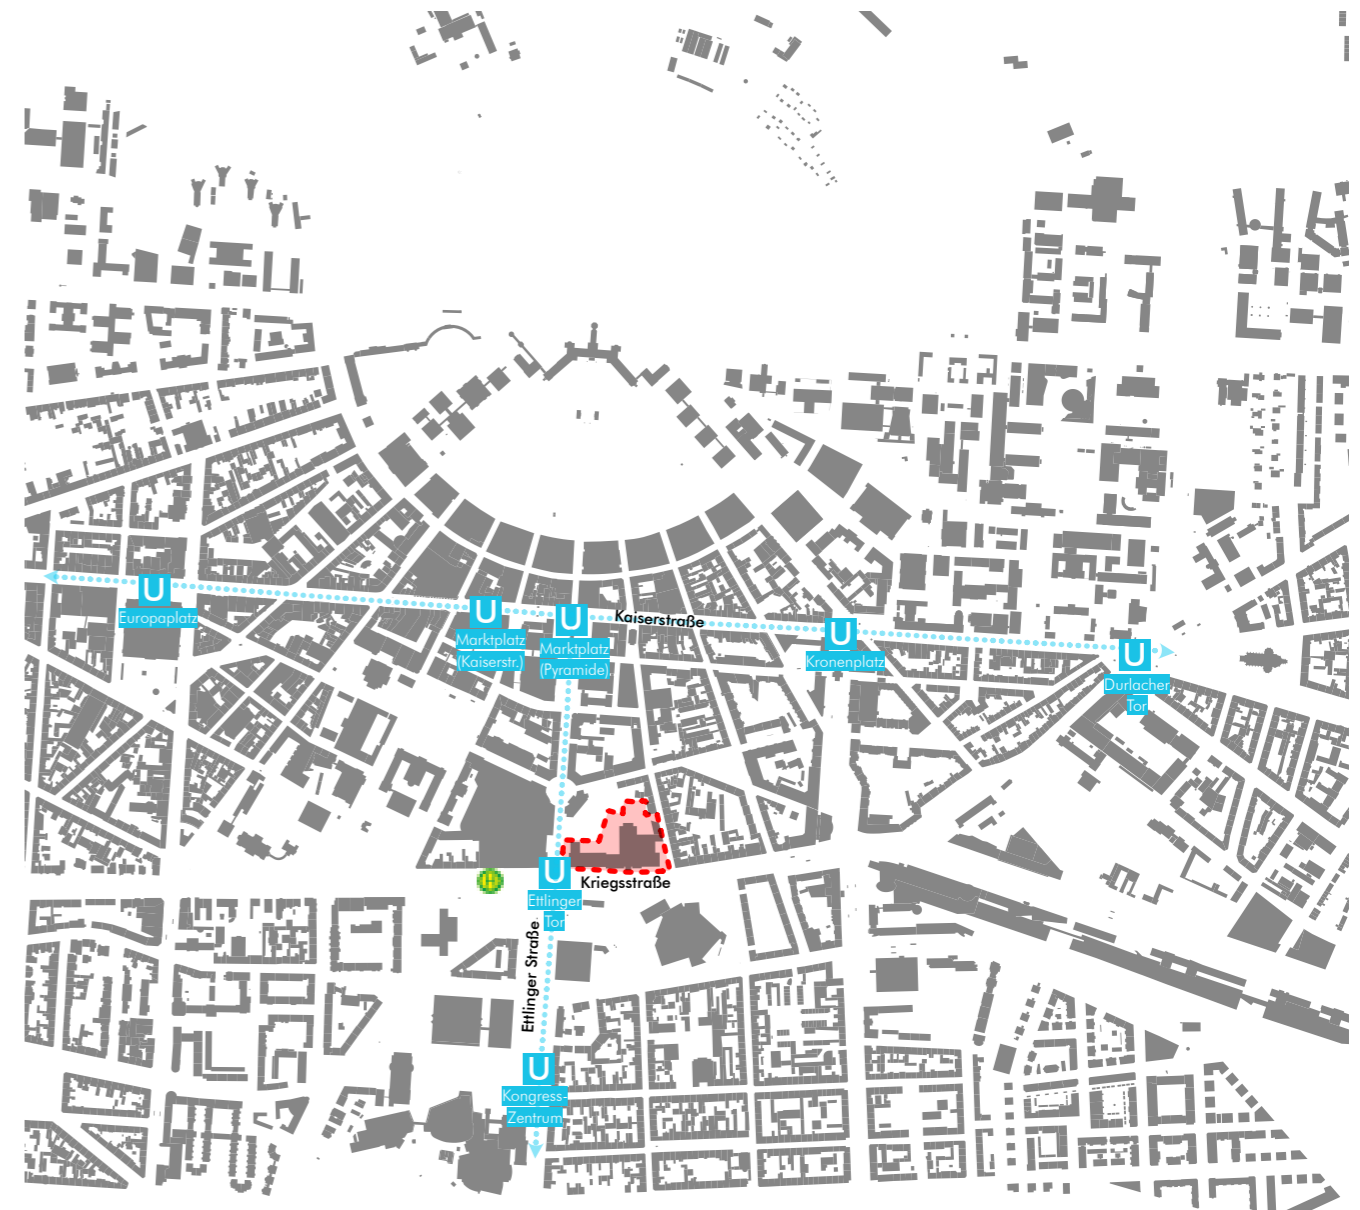 U
Europaplatz
U
Marktplatz
(Kaiserstr.)
U
Marktplatz
(Pyramide)
Kaiserstraße
U
Kronenplatz
U
Durlacher
Tor
U
Ettlinger
Tor
Kriegsstraße
H
Ettlinger Straße
U
Kongress-
Zentrum